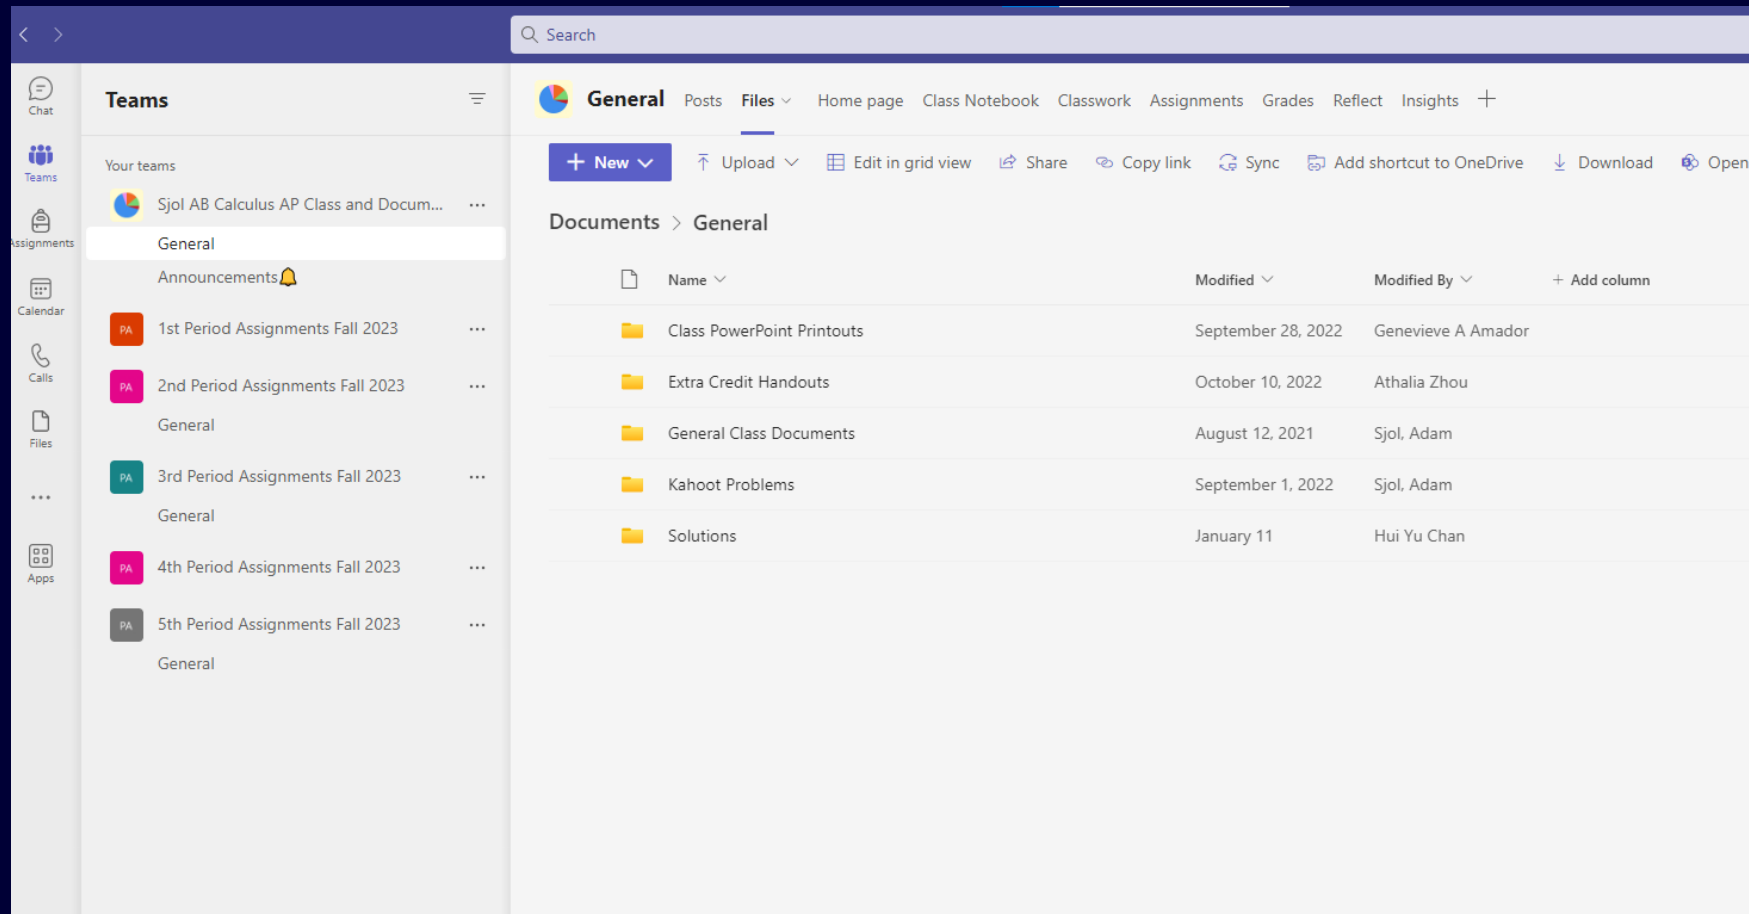 Search
Chat
Teams
Assignments
Calendar
Calls
Files
Apps
Teams
Your teams
Sjol AB Calculus AP Class and Docum...
General
Announcements
PA 1st Period Assignments Fall 2023
PA 2nd Period Assignments Fall 2023
General
PA 3rd Period Assignments Fall 2023
General
PA 4th Period Assignments Fall 2023
PA 5th Period Assignments Fall 2023
General
General Posts Files Home page Class Notebook Classwork Assignments Grades Reflect Insights +
+ New Upload Edit in grid view Share Copy link Sync Add shortcut to OneDrive Download Open
Documents > General
Name Modified Modified By + Add column
Class PowerPoint Printouts September 28, 2022 Genevieve A Amador
Extra Credit Handouts October 10, 2022 Athalia Zhou
General Class Documents August 12, 2021 Sjol, Adam
Kahoot Problems September 1, 2022 Sjol, Adam
Solutions January 11 Hui Yu Chan